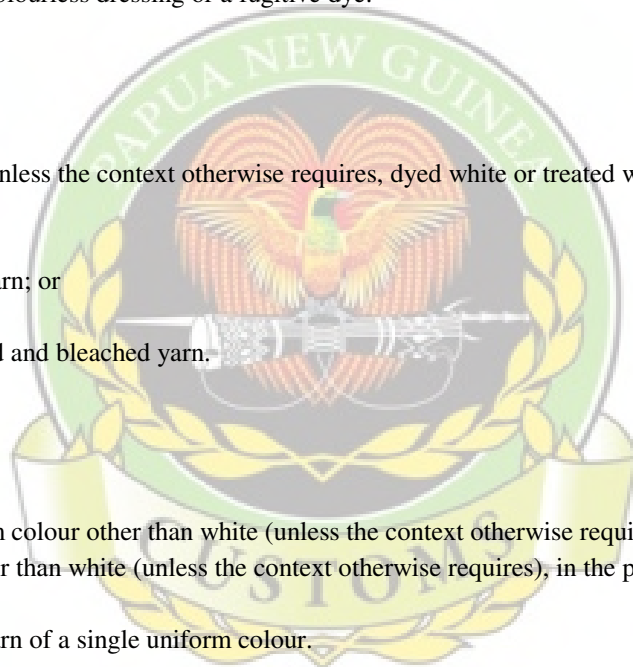 olourless dressing or a fugitive dye.
PAPUA NEW GUINEA
nless the context otherwise requires, dyed white or treated w
rn; or
d and bleached yarn.
n colour other than white (unless the context otherwise requi
r than white (unless the context otherwise requires), in the p
CUSTOMS
rn of a single uniform colour.